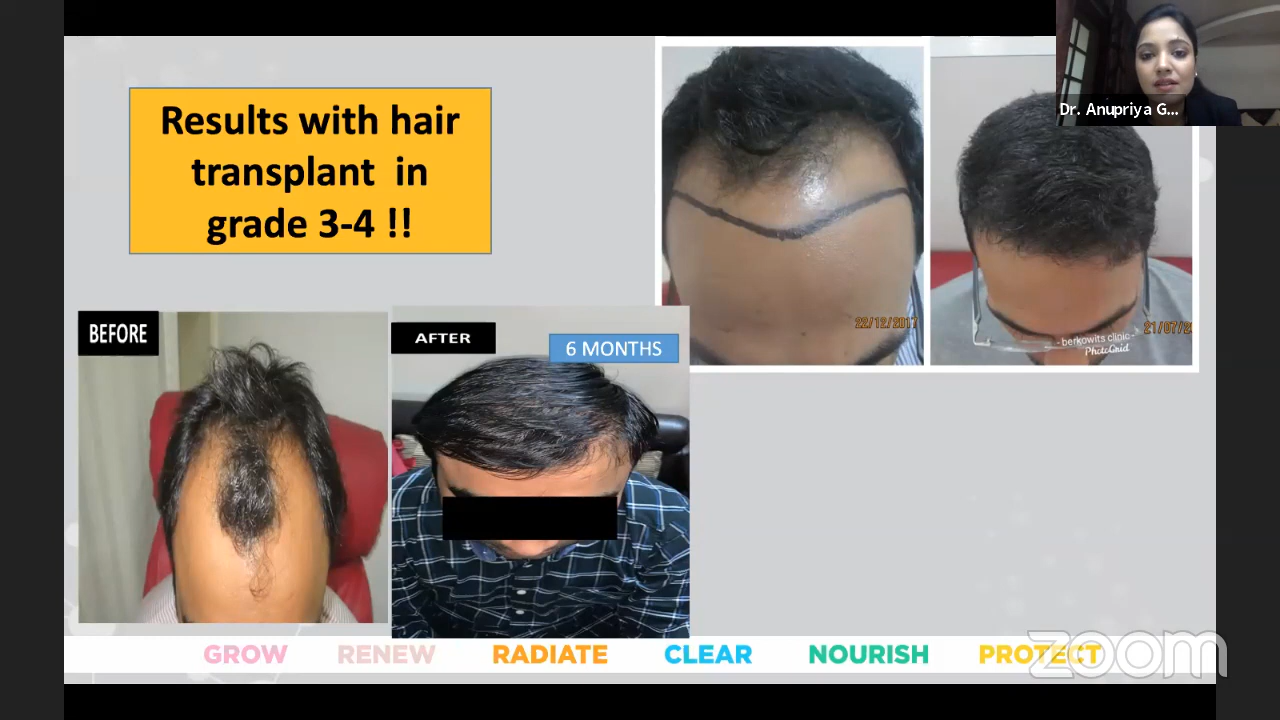 Results with hair
transplant in
grade 3-4 !!
Dr. Anupriya G...
22/12/2017
- berkowits clinic-
PhotoGrid
BEFORE
AFTER
6 MONTHS
GROW RENEW RADIATE CLEAR NOURISH PROTECT
zoom